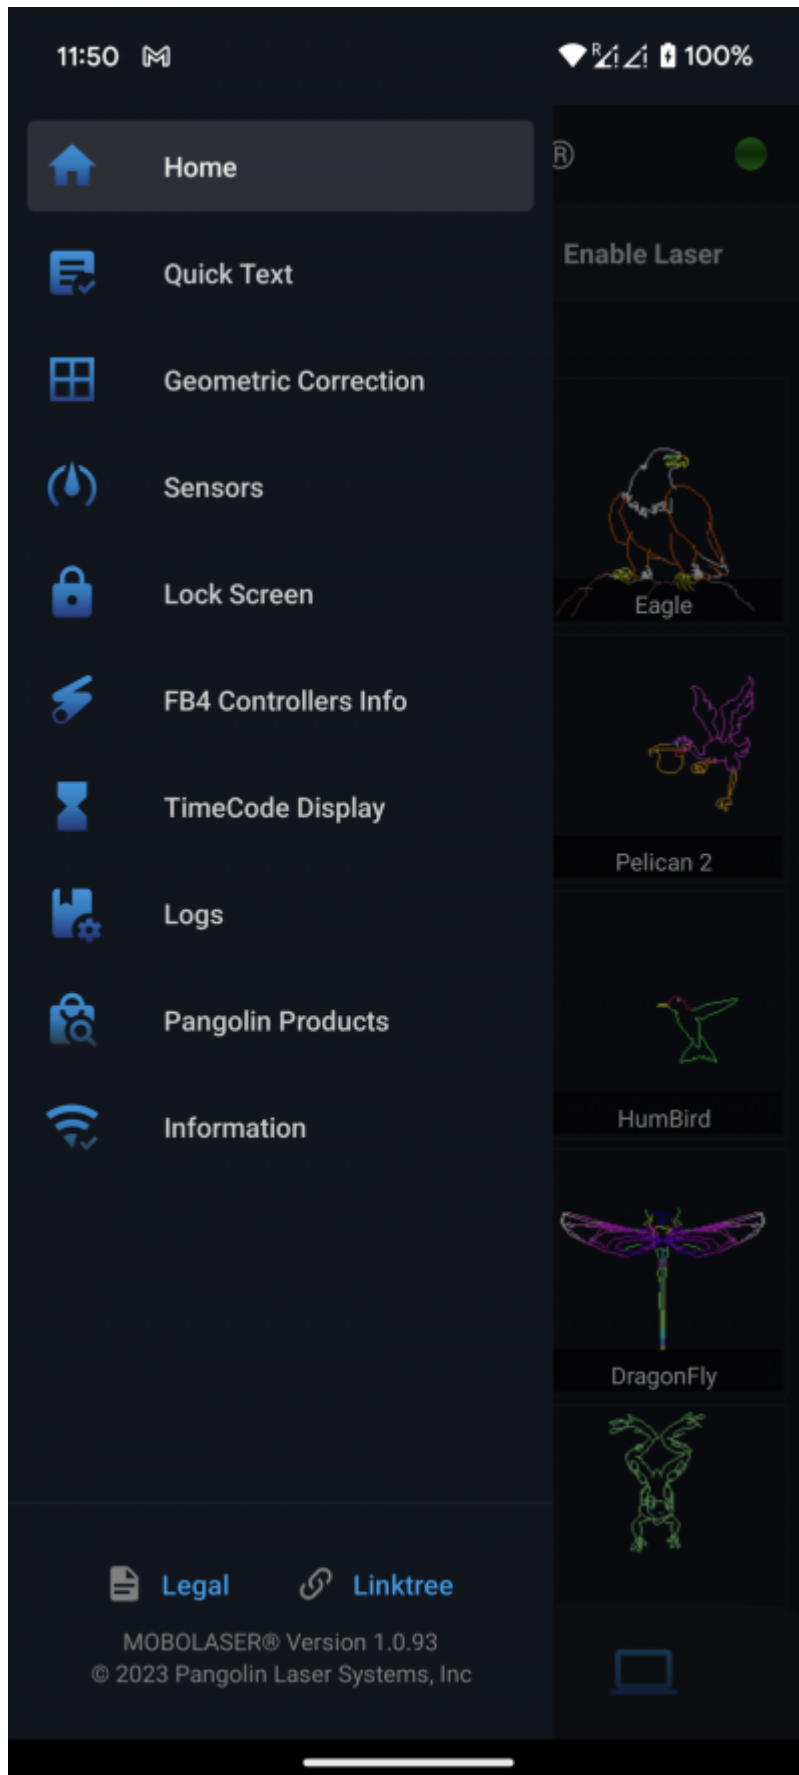 11:50
R
100%
Home
®
Quick Text
Enable Laser
Geometric Correction
Sensors
Lock Screen
Eagle
FB4 Controllers Info
TimeCode Display
Pelican 2
Logs
Pangolin Products
Information
HumBird
DragonFly
Legal
Linktree
MOBOLASER® Version 1.0.93
© 2023 Pangolin Laser Systems, Inc